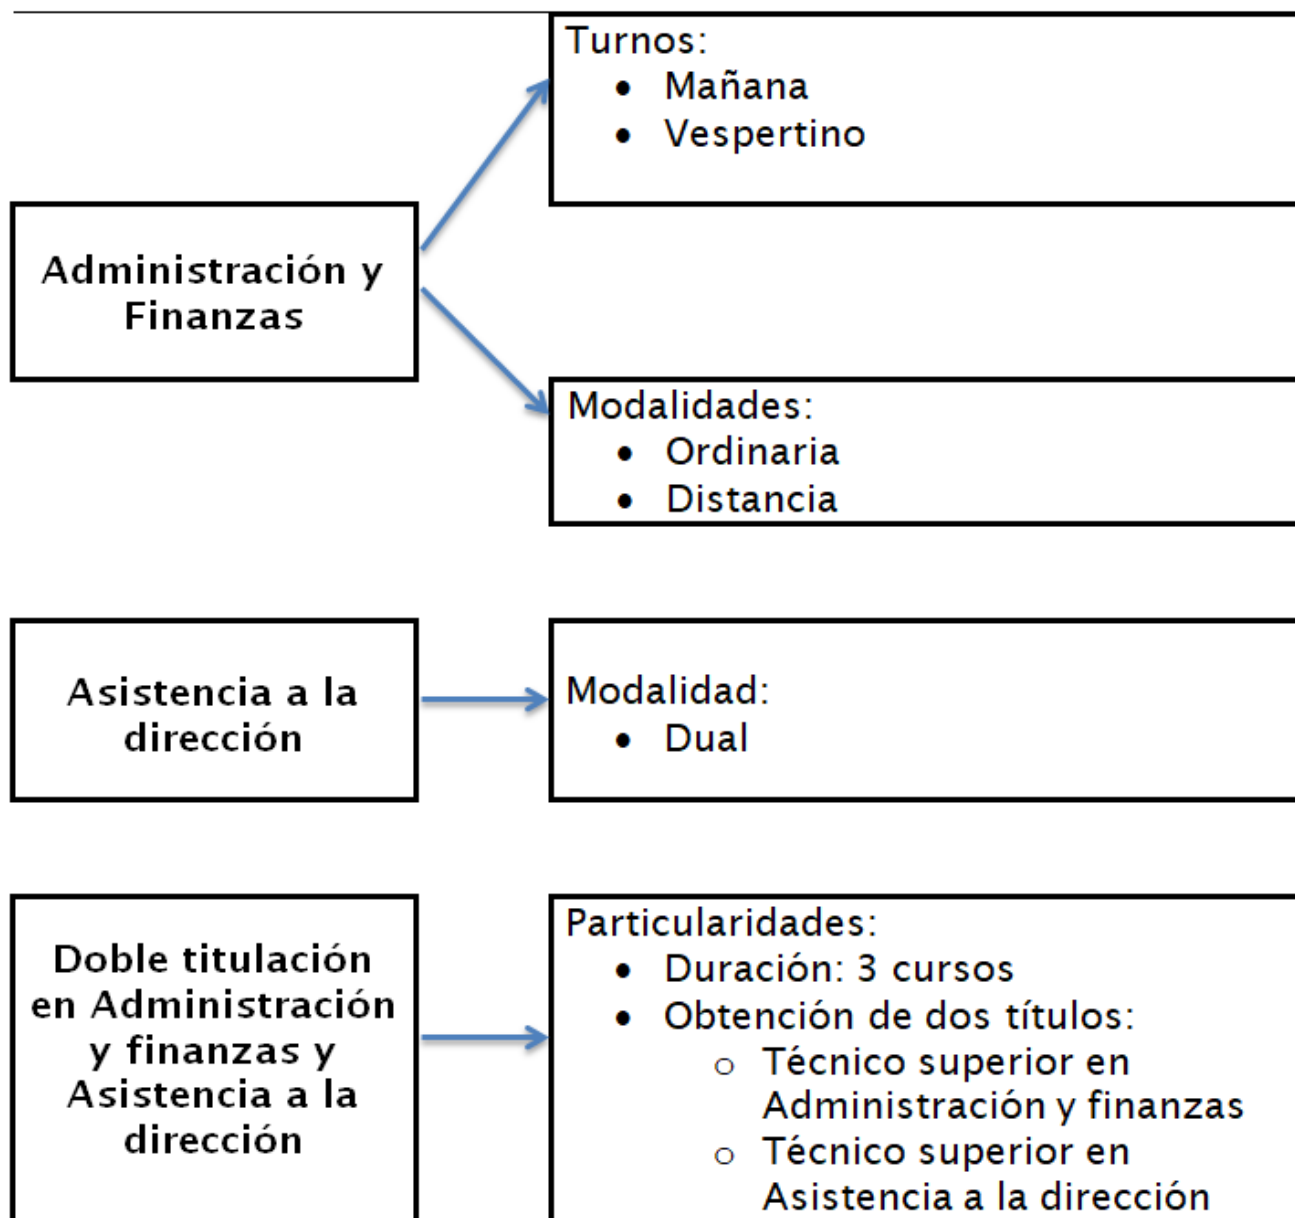 Turnos:
• Mañana
• Vespertino
Administración y
Finanzas
Modalidades:
• Ordinaria
• Distancia
Asistencia a la
dirección
Modalidad:
• Dual
Doble titulación
en Administración
y finanzas y
Asistencia a la
dirección
Particularidades:
• Duración: 3 cursos
• Obtención de dos títulos:
o Técnico superior en
Administración y finanzas
o Técnico superior en
Asistencia a la dirección